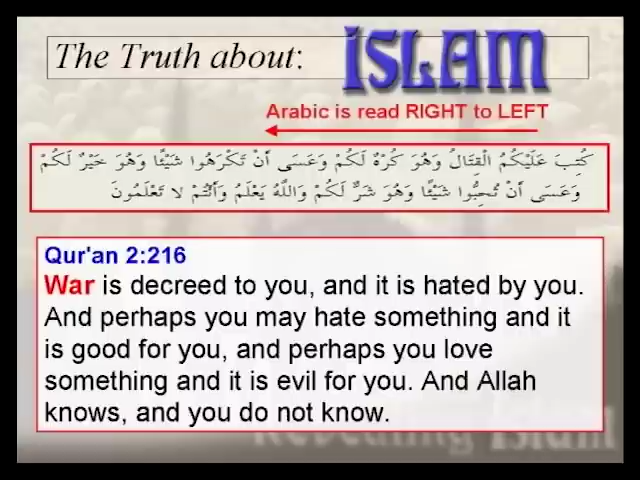 The Truth about: ISLAM
Arabic is read RIGHT to LEFT
كُتِبَ عَلَيْكُمُ الْقِتَالُ وَهُوَ كُرْهٌ لَكُمْ وَعَسَى أَنْ تَكْرَهُوا شَيْئًا وَهُوَ خَيْرٌ لَكُمْ
وَعَسَى أَنْ تُحِبُّوا شَيْئًا وَهُوَ شَرٌّ لَكُمْ وَاللَّهُ يَعْلَمُ وَأَنْتُمْ لا تَعْلَمُونَ
Qur'an 2:216
War is decreed to you, and it is hated by you.
And perhaps you may hate something and it
is good for you, and perhaps you love
something and it is evil for you. And Allah
knows, and you do not know.
Revealing Islam